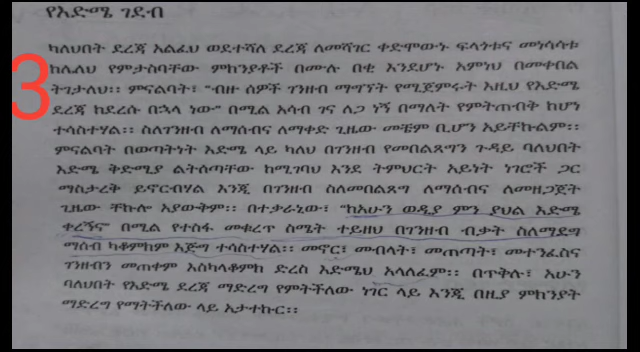 የእድሜ ገደብ
ካለህበት ደረጃ አልፈህ ወደተሻለ ደረጃ ለመሻገር ቀድሞውኑ ፍላጎቱና መነሳሳቱ
3
ከሌለህ የምታስባቸው ምክንያቶች በሙሉ በቂ እንደሆኑ አምነህ በመቀበል
ትገታለህ፡፡ ምናልባት፣ "ብዙ ሰዎች ገንዘብ ማግኘት የሚጀምሩት እዚህ የእድሜ
ደረጃ ከደረሱ በኋላ ነው" በሚል አሳብ ገና ለጋ ነኝ በማለት የምትጠብቅ ከሆነ
ተሳስተሃል፡፡ ስለገንዘብ ለማሰብና ለማቀድ ጊዜው መቼም ቢሆን አይቸኩልም፡፡
ምናልባት በወጣትነት እድሜ ላይ ካለህ በገንዘብ የመበልጸግን ጉዳይ ባለህበት
እድሜ ቅድሚያ ልትሰጣቸው ከሚገባህ እንደ ትምህርት አይነት ነገሮች ጋር
ማስታረቅ ይኖርብሃል እንጂ በገንዘብ ስለመበልጸግ ለማሰብና ለመዘጋጀት
ጊዜው ቸኩሎ አያውቅም፡፡ በተቃራኒው፣ "ከአሁን ወዲያ ምን ያህል እድሜ
ቀረኝና" በሚል የተስፋ መቁረጥ ስሜት ተይዘህ በገንዘብ ብቃት ስለማደግ
ማሰብ ካቆምክም እጅግ ተሳስተሃል፡፡ መኖር፣ መብላት፣ መጠጣት፣ መተንፈስና
ገንዘብን መጠቀም እስካላቆምክ ድረስ እድሜህ አላለፈም፡፡ በጥቅሉ፣ አሁን
ባለህበት የእድሜ ደረጃ ማድረግ የምትችለው ነገር ላይ እንጂ በዚያ ምክንያት
ማድረግ የማትችለው ላይ አታተኩር፡፡